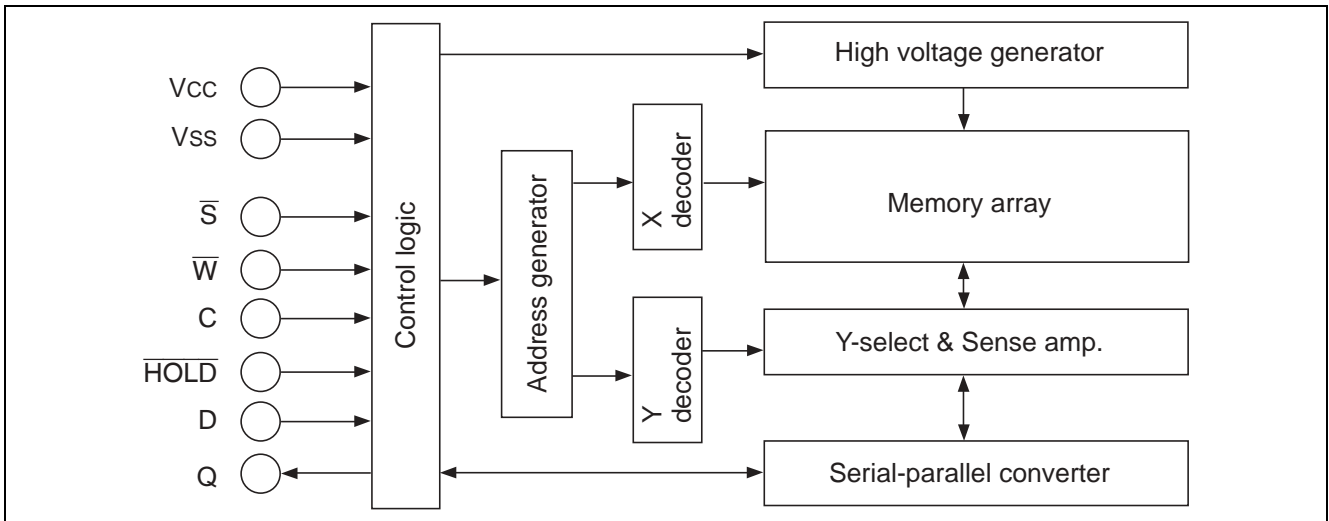 VCC
VSS
S̅
W̅
C
H̅O̅L̅D̅
D
Q
Control logic
Address generator
X
decoder
Y
decoder
High voltage generator
Memory array
Y-select & Sense amp.
Serial-parallel converter